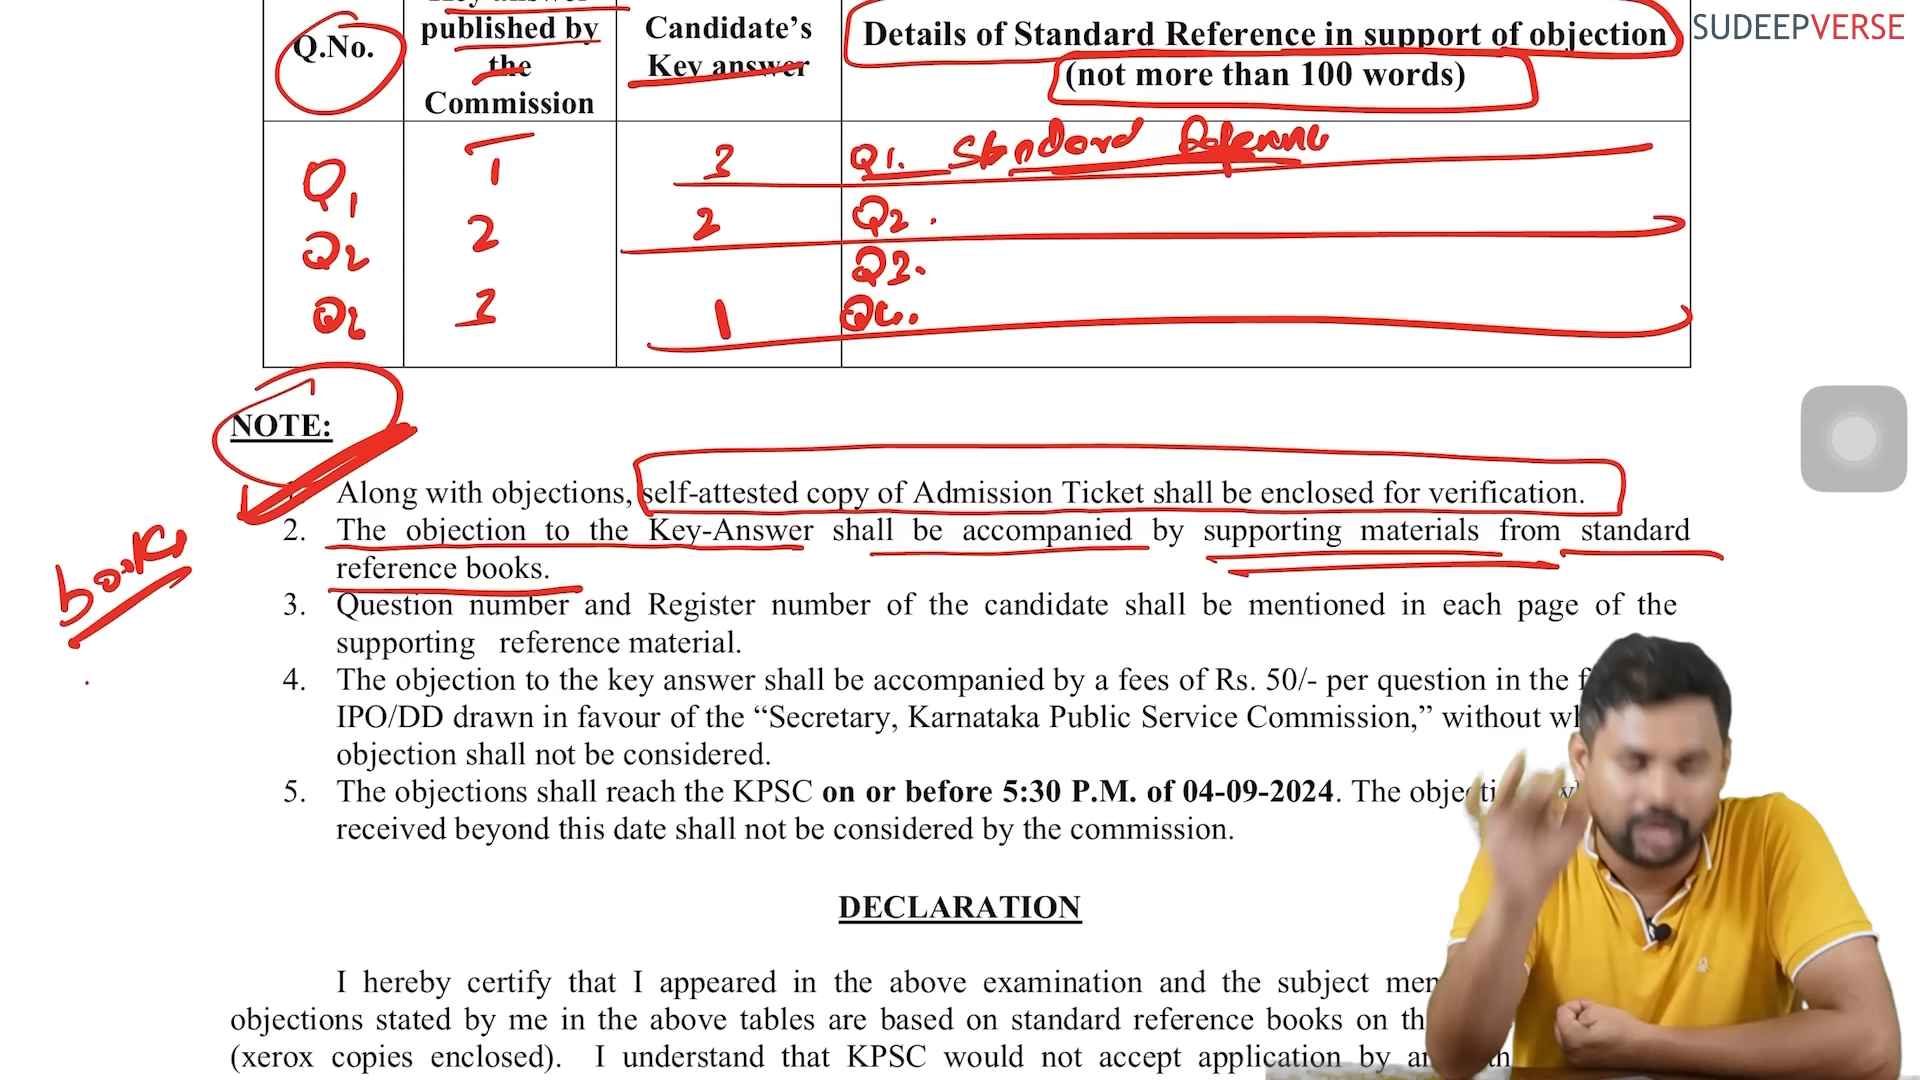 SUDEEPVERSE
Q.No.
Key answer
published by
the
Commission
Candidate's
Key answer
Details of Standard Reference in support of objection
(not more than 100 words)
Q1 1 3 Q1. Standard Reference
Q2 2 2 Q2.
Q3.
3 1
NOTE:
Along with objections, self-attested copy of Admission Ticket shall be enclosed for verification.
2. The objection to the Key-Answer shall be accompanied by supporting materials from standard
reference books.
books
3. Question number and Register number of the candidate shall be mentioned in each page of the
supporting reference material.
4. The objection to the key answer shall be accompanied by a fees of Rs. 50/- per question in the
IPO/DD drawn in favour of the “Secretary, Karnataka Public Service Commission,” without
objection shall not be considered.
5. The objections shall reach the KPSC on or before 5:30 P.M. of 04-09-2024. The
received beyond this date shall not be considered by the commission.
DECLARATION
I hereby certify that I appeared in the above examination and the subject
objections stated by me in the above tables are based on standard reference books on
(xerox copies enclosed). I understand that KPSC would not accept application by